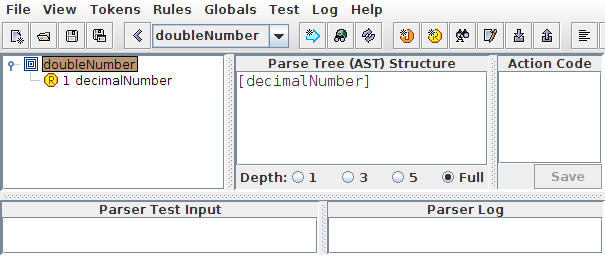 File View Tokens Rules Globals Test Log Help
doubleNumber
doubleNumber
R 1 decimalNumber
Parse Tree (AST) Structure
[decimalNumber]
Depth: 1 3 5 Full
Action Code
Save
Parser Test Input
Parser Log